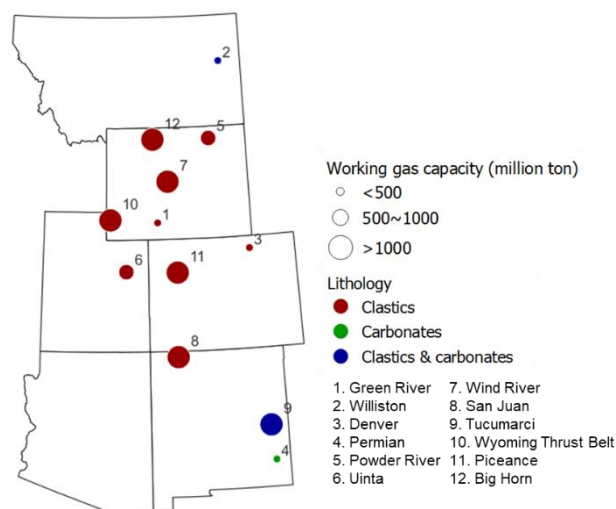 2
12
5
7
10
1
3
6
11
8
9
4
Working gas capacity (million ton)
<500
500~1000
>1000
Lithology
Clastics
Carbonates
Clastics & carbonates
1. Green River 7. Wind River
2. Williston 8. San Juan
3. Denver 9. Tucumarci
4. Permian 10. Wyoming Thrust Belt
5. Powder River 11. Piceance
6. Uinta 12. Big Horn